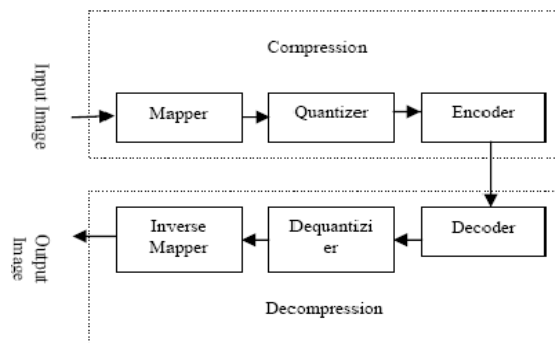 Compression
Input Image
Mapper
Quantizer
Encoder
Output
Image
Inverse
Mapper
Dequantizi
er
Decoder
Decompression